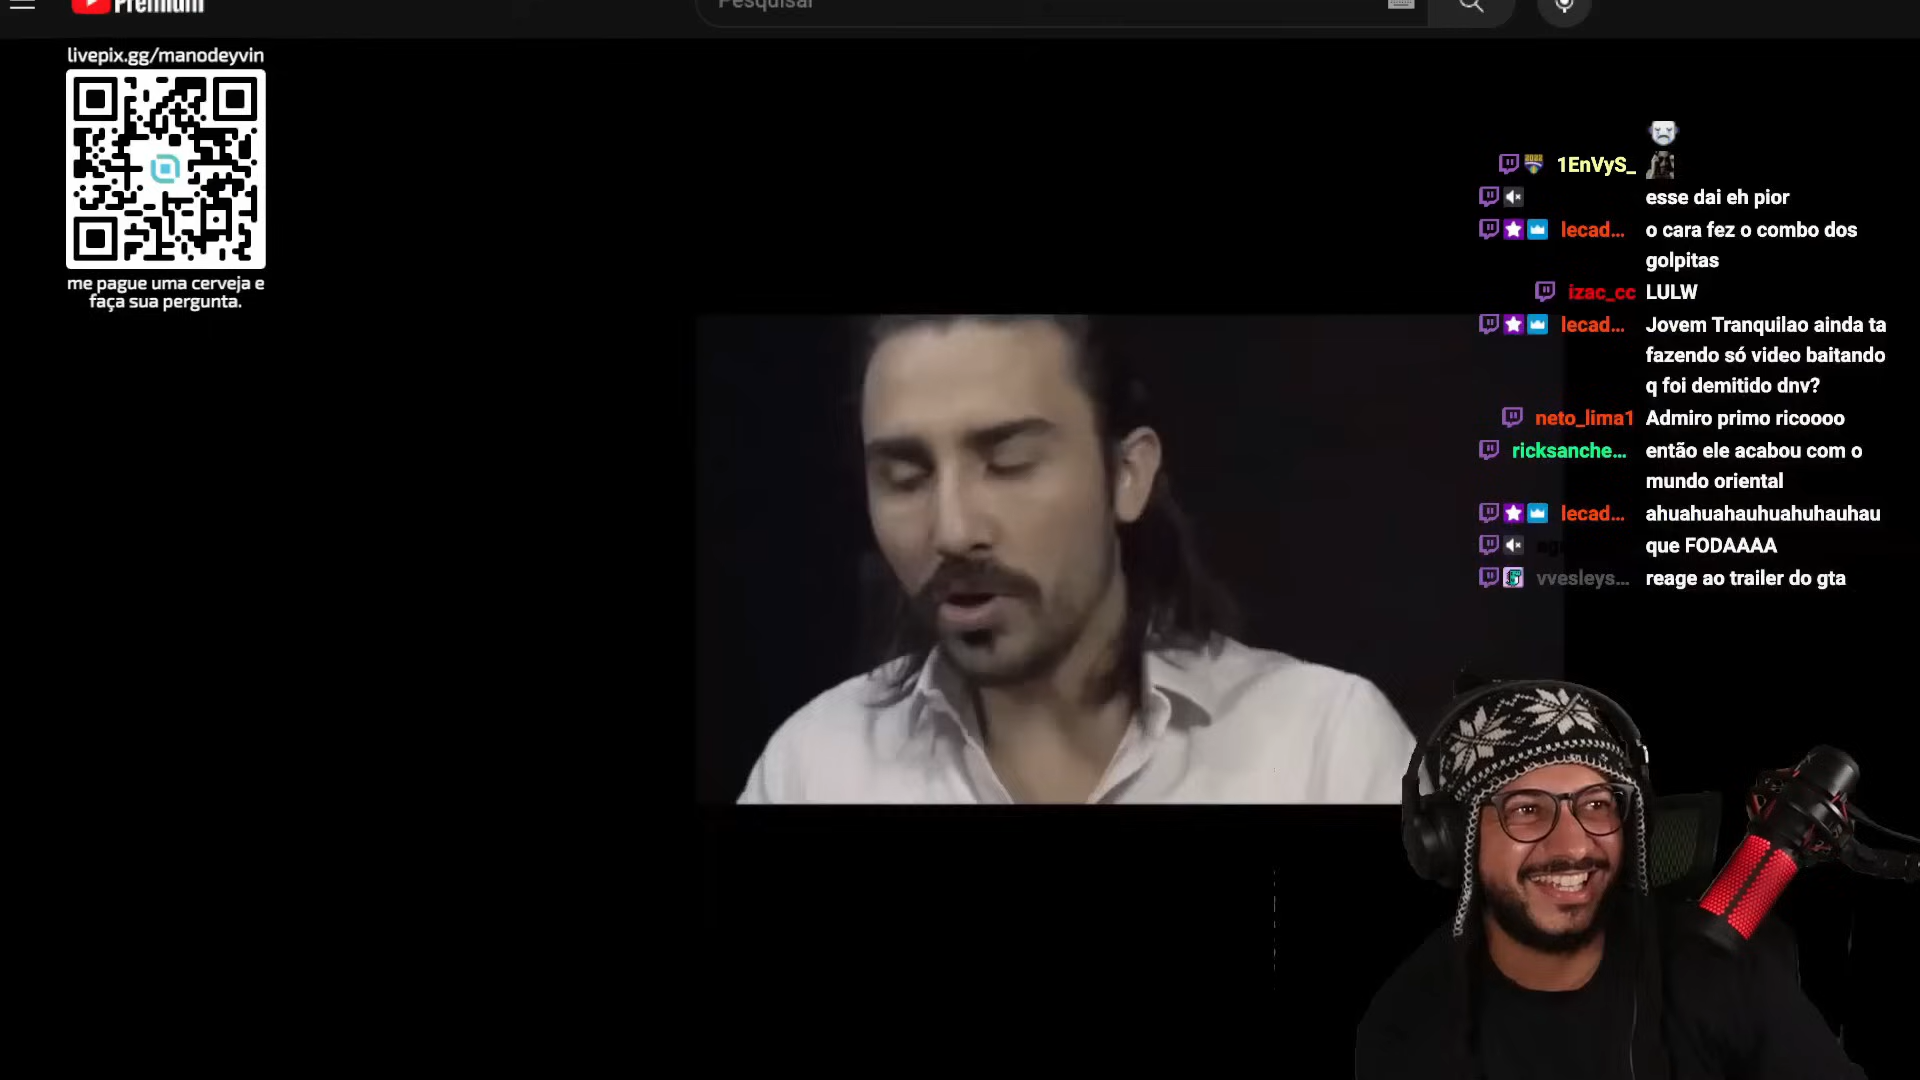 Premium
Pesquisar
livepix.gg/manodeyvin
me pague uma cerveja e
faça sua pergunta.
1EnVyS_
esse dai eh pior
lecad... o cara fez o combo dos
golpitas
izac_cc LULW
lecad... Jovem Tranquilao ainda ta
fazendo só video baitando
q foi demitido dnv?
neto_lima1 Admiro primo ricoooo
ricksanche... então ele acabou com o
mundo oriental
lecad... ahuahuahauhuahuhauhau
que FODAAAA
vvesleys... reage ao trailer do gta